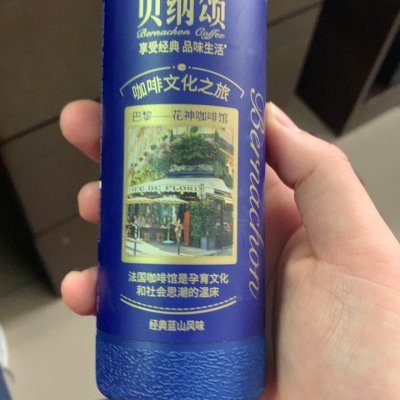 贝纳颂
Bernachon Coffee
享受经典 品味生活*
咖啡文化之旅
巴黎——花神咖啡馆
CAFE DE FLORE
法国咖啡馆是孕育文化
和社会思潮的温床
经典蓝山风味
Bernachon